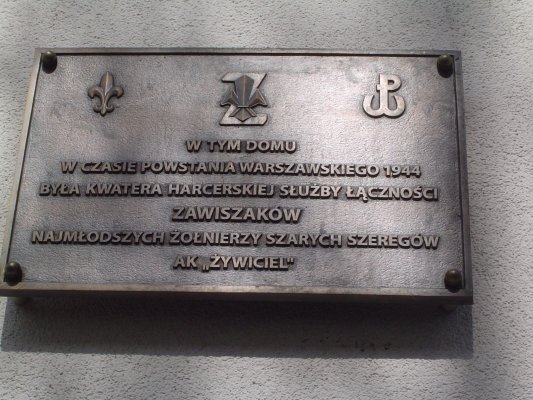 Z
W TYM DOMU
W CZASIE POWSTANIA WARSZAWSKIEGO 1944
BYŁA KWATERA HARCERSKIEJ SŁUŻBY ŁĄCZNOŚCI
ZAWISZAKÓW
NAJMŁODSZYCH ŻOŁNIERZY SZARYCH SZEREGÓW
AK „ŻYWICIEL"